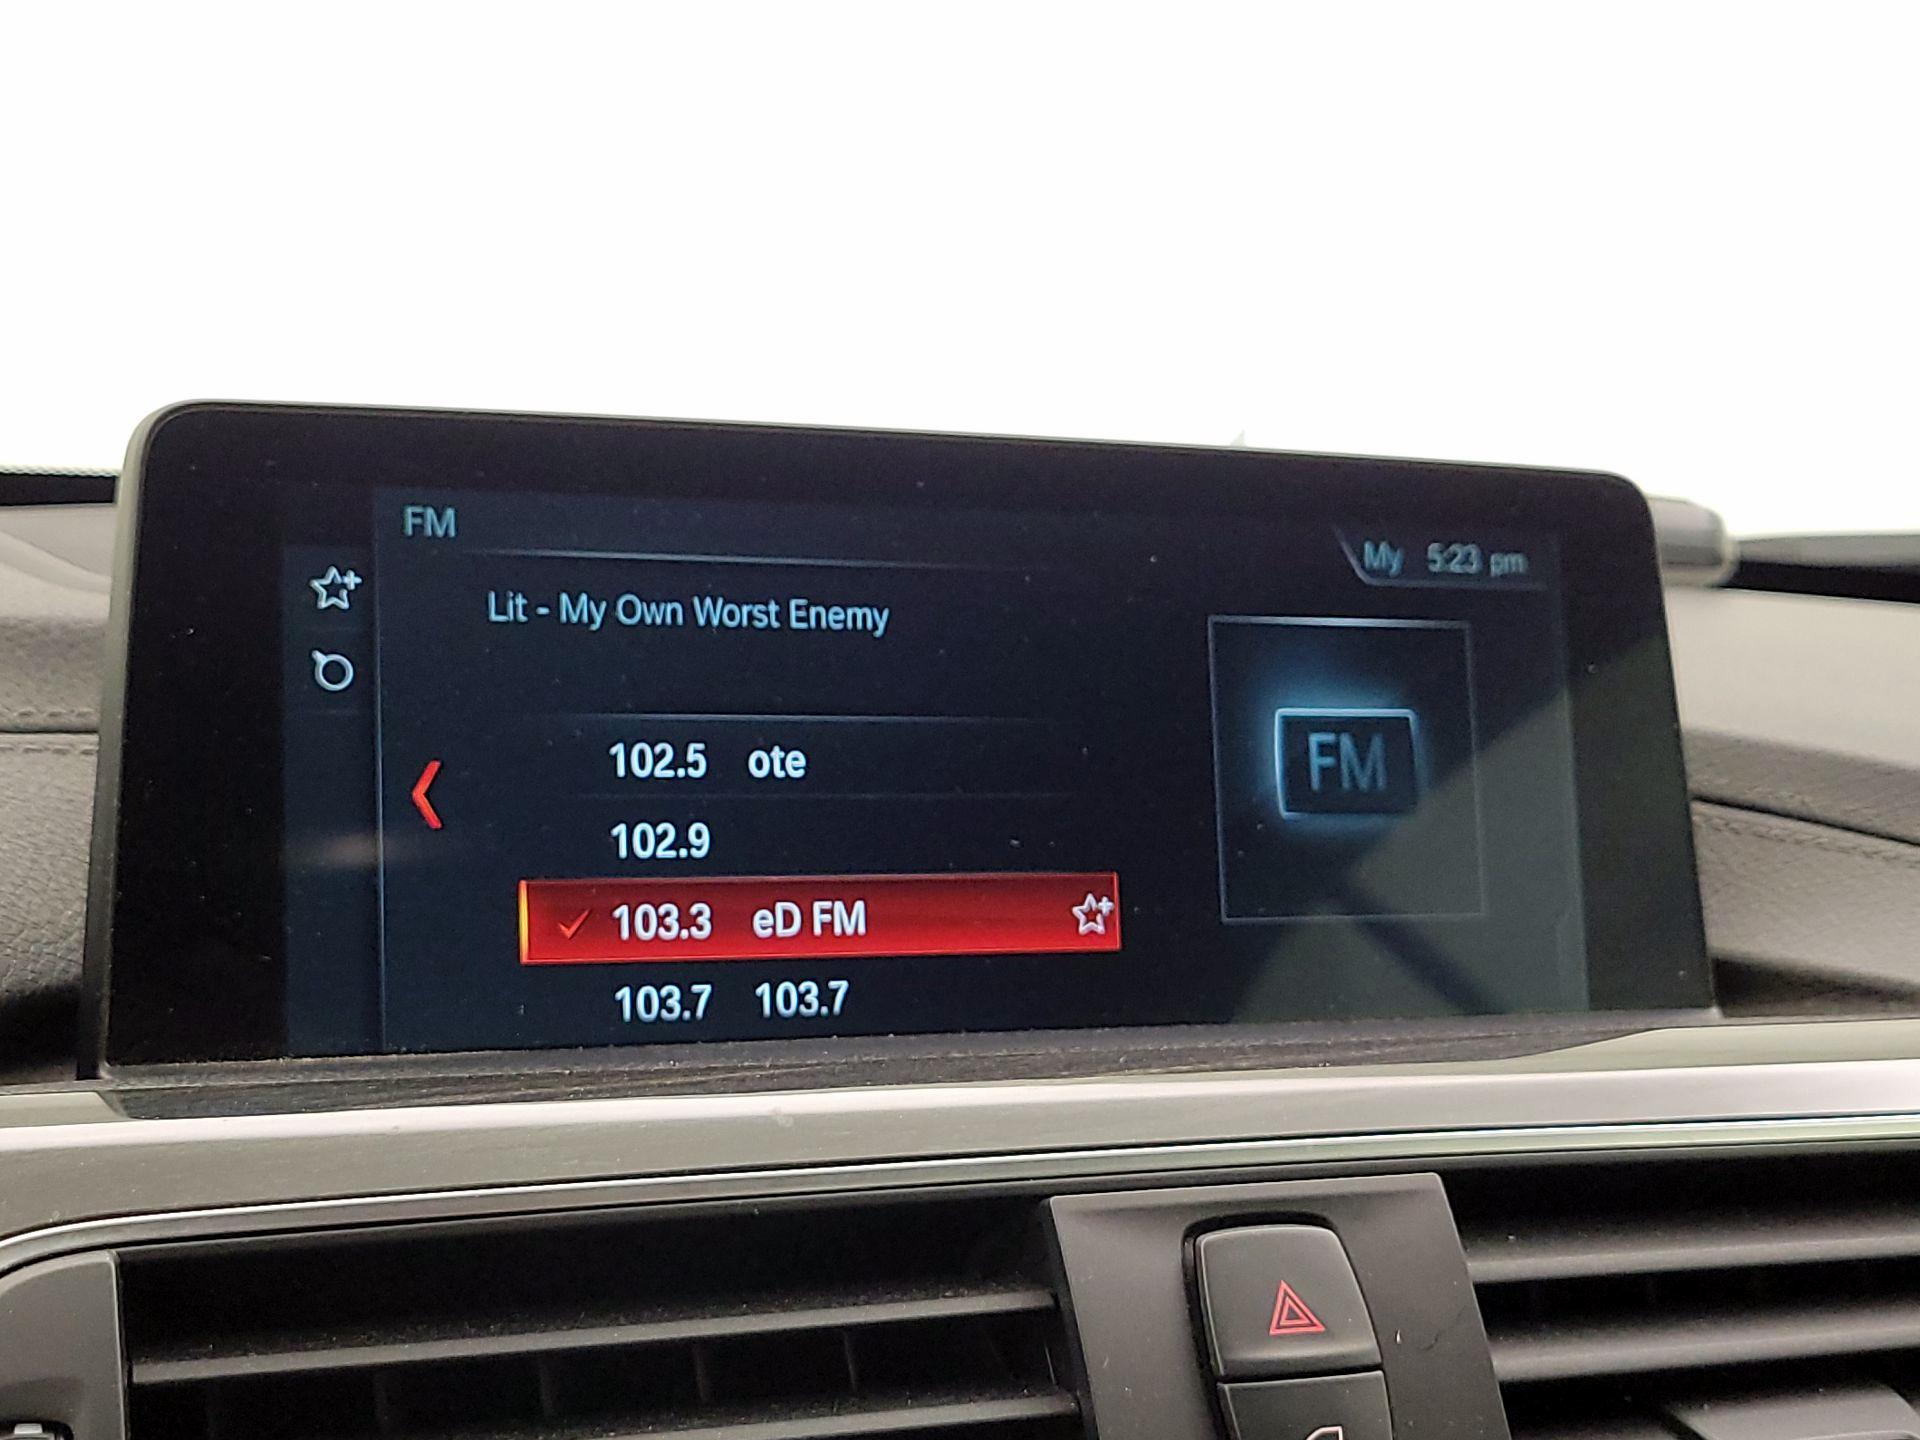 FM
My 5:23 pm
Lit - My Own Worst Enemy
FM
102.5 ote
102.9
103.3 eD FM
103.7 103.7